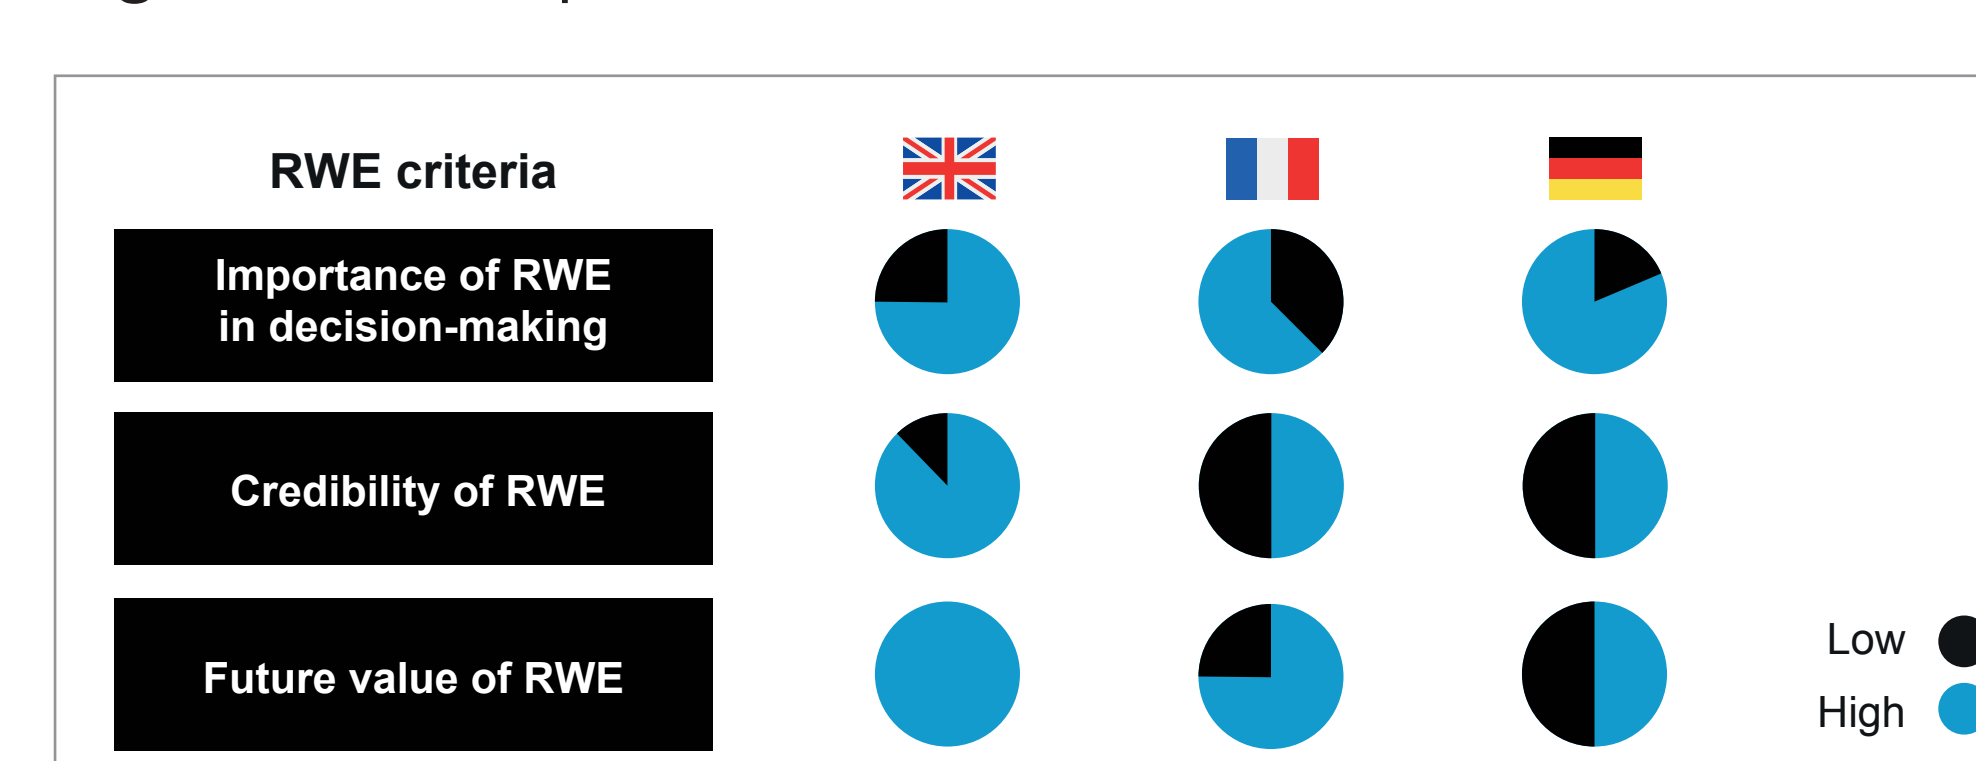 RWE criteria
Importance of RWE
in decision-making
Credibility of RWE
Future value of RWE
Low
High